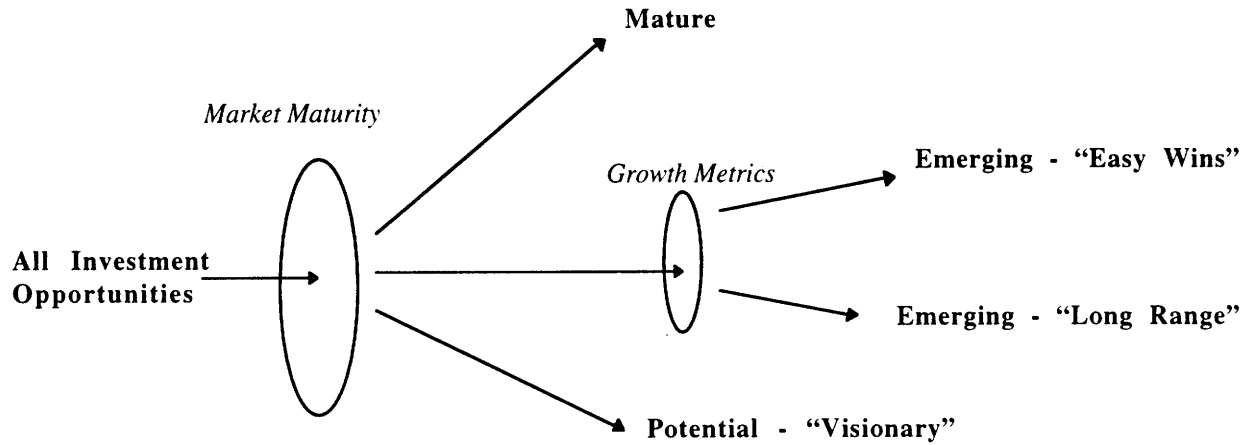 Mature
Market Maturity
Emerging - “Easy Wins”
Growth Metrics
All Investment
Opportunities
Emerging - “Long Range”
Potential - “Visionary”